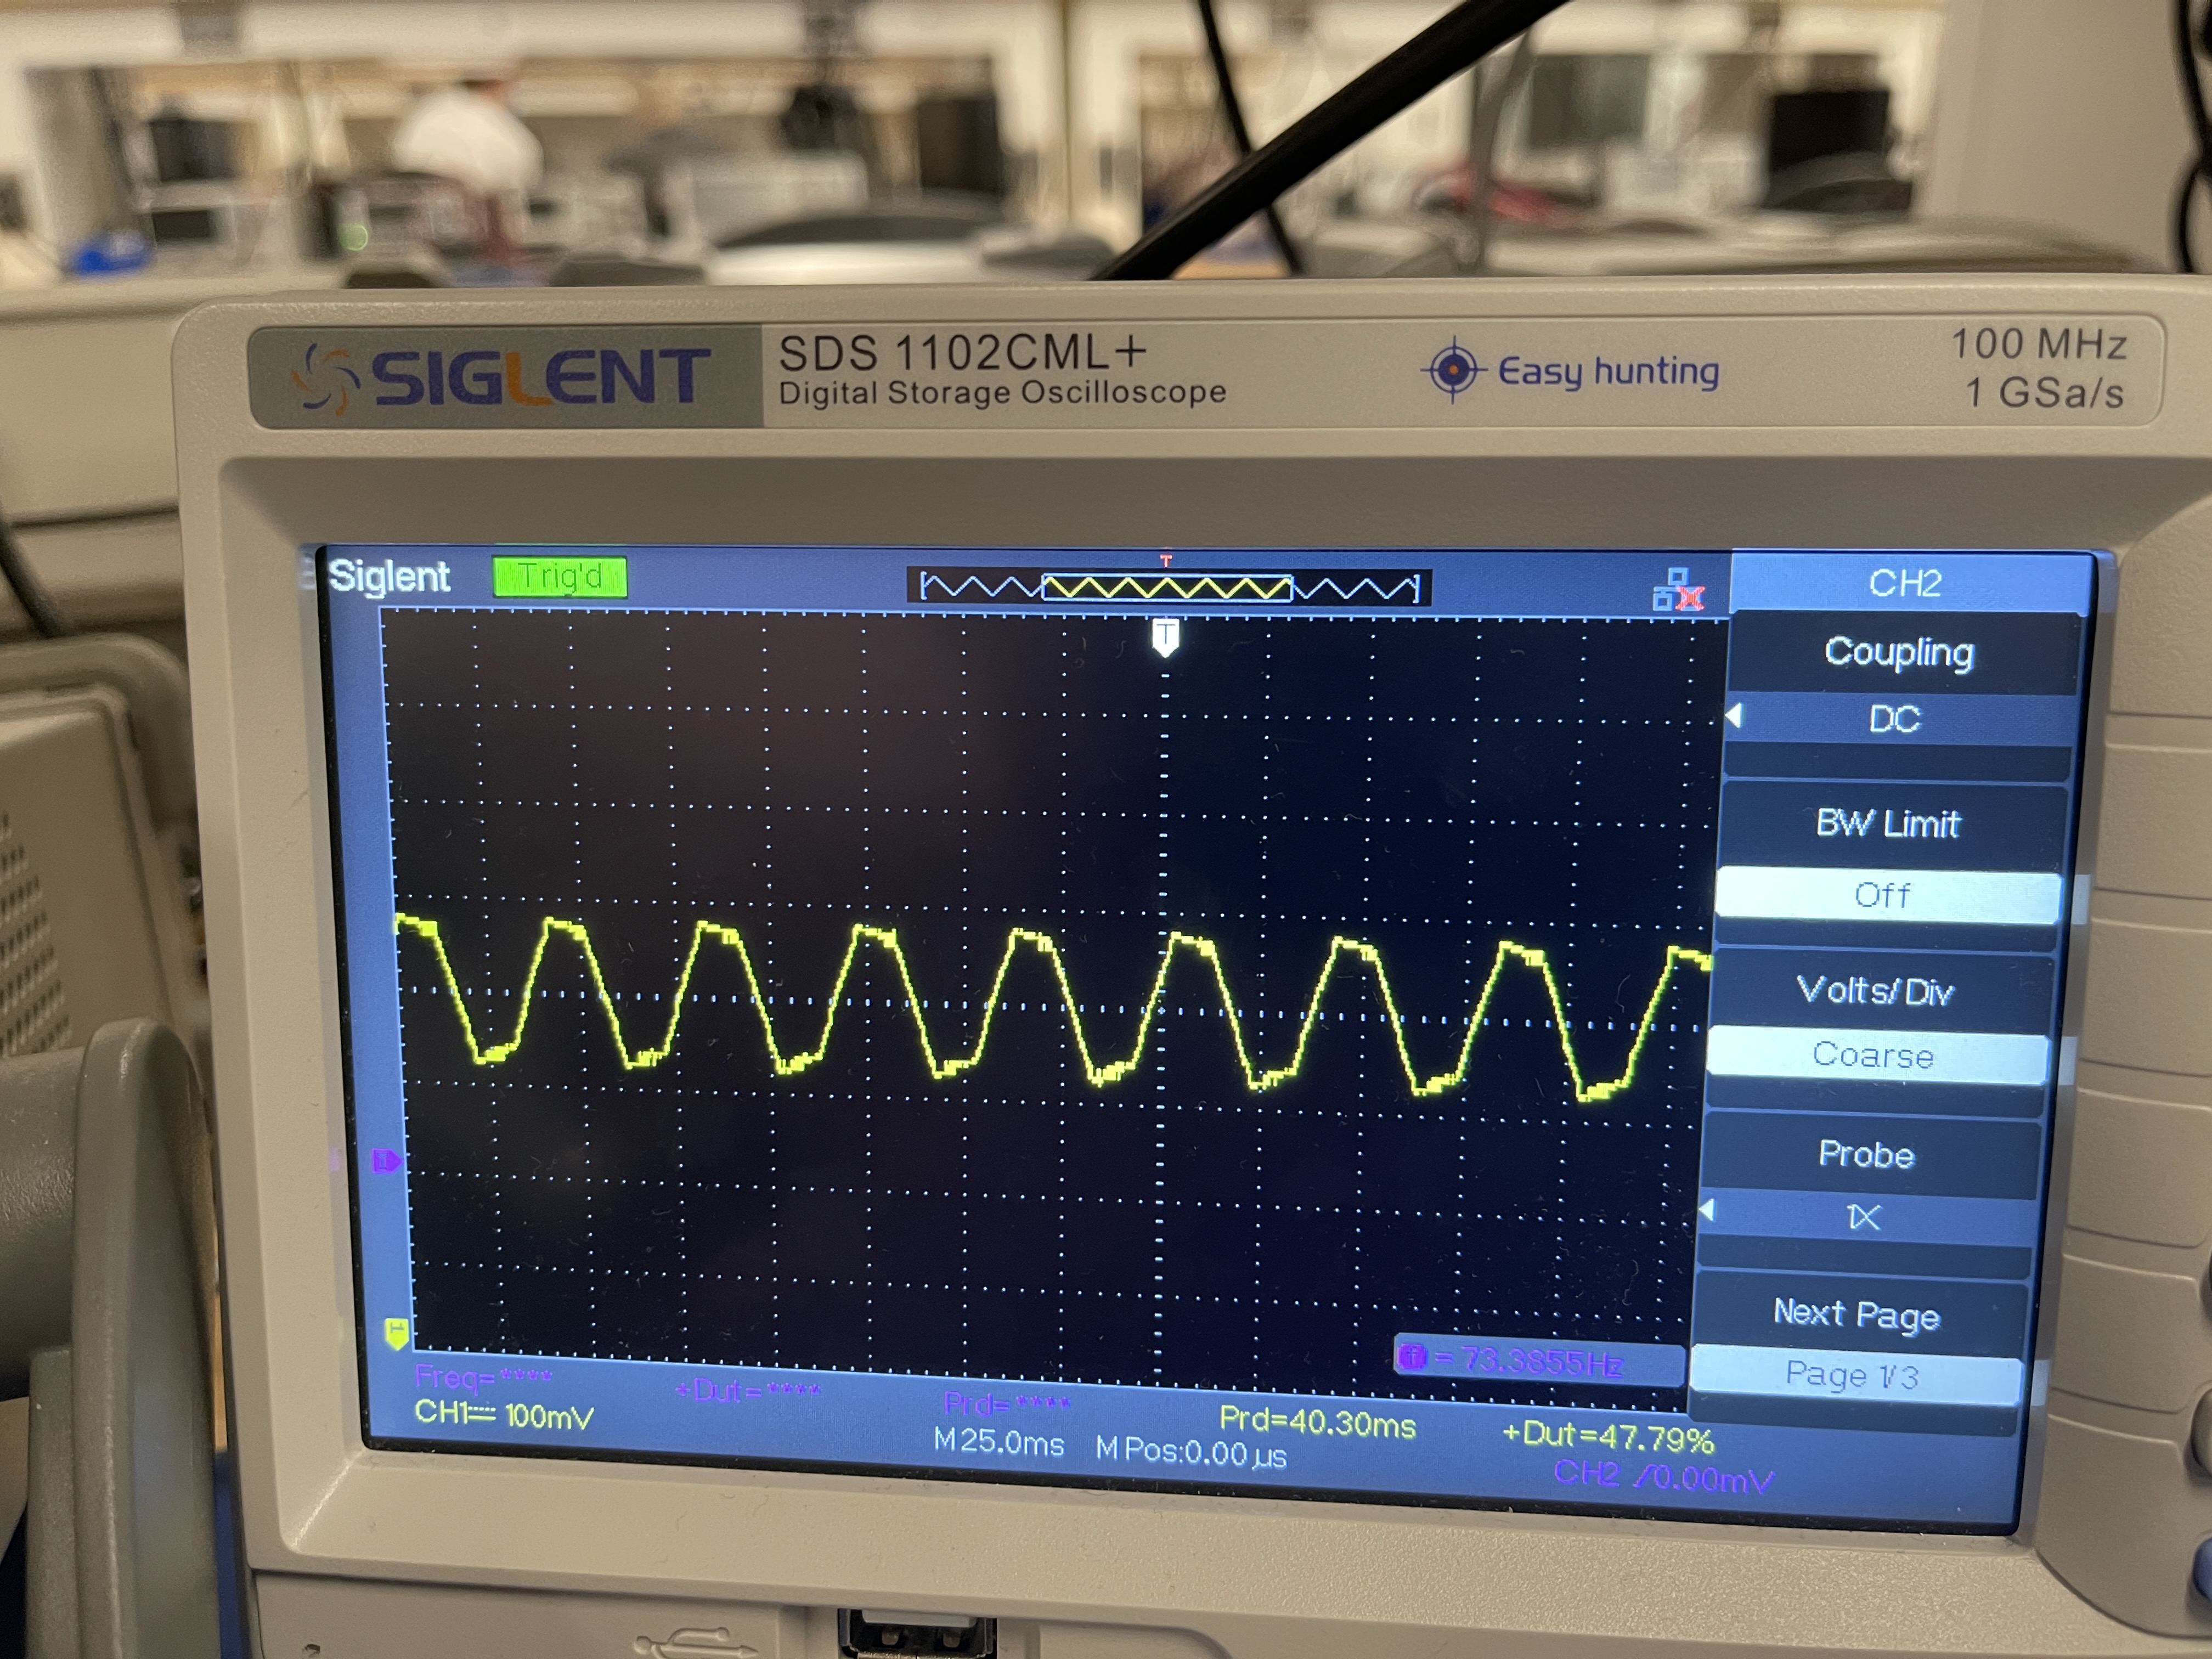 SIGLENT
SDS 1102CML+
Digital Storage Oscilloscope
Easy hunting
100 MHz
1 GSa/s
Siglent
Trig'd
T
T
CH2
Coupling
DC
BW Limit
Off
Volts/Div
Coarse
Probe
1X
Next Page
Page 1/3
f = 73.3855Hz
Freq=**** +Dut=**** Prd=**** Prd=40.30ms +Dut=47.79%
CH1 100mV M 25.0ms M Pos:0.00µs CH2 /0.00mV